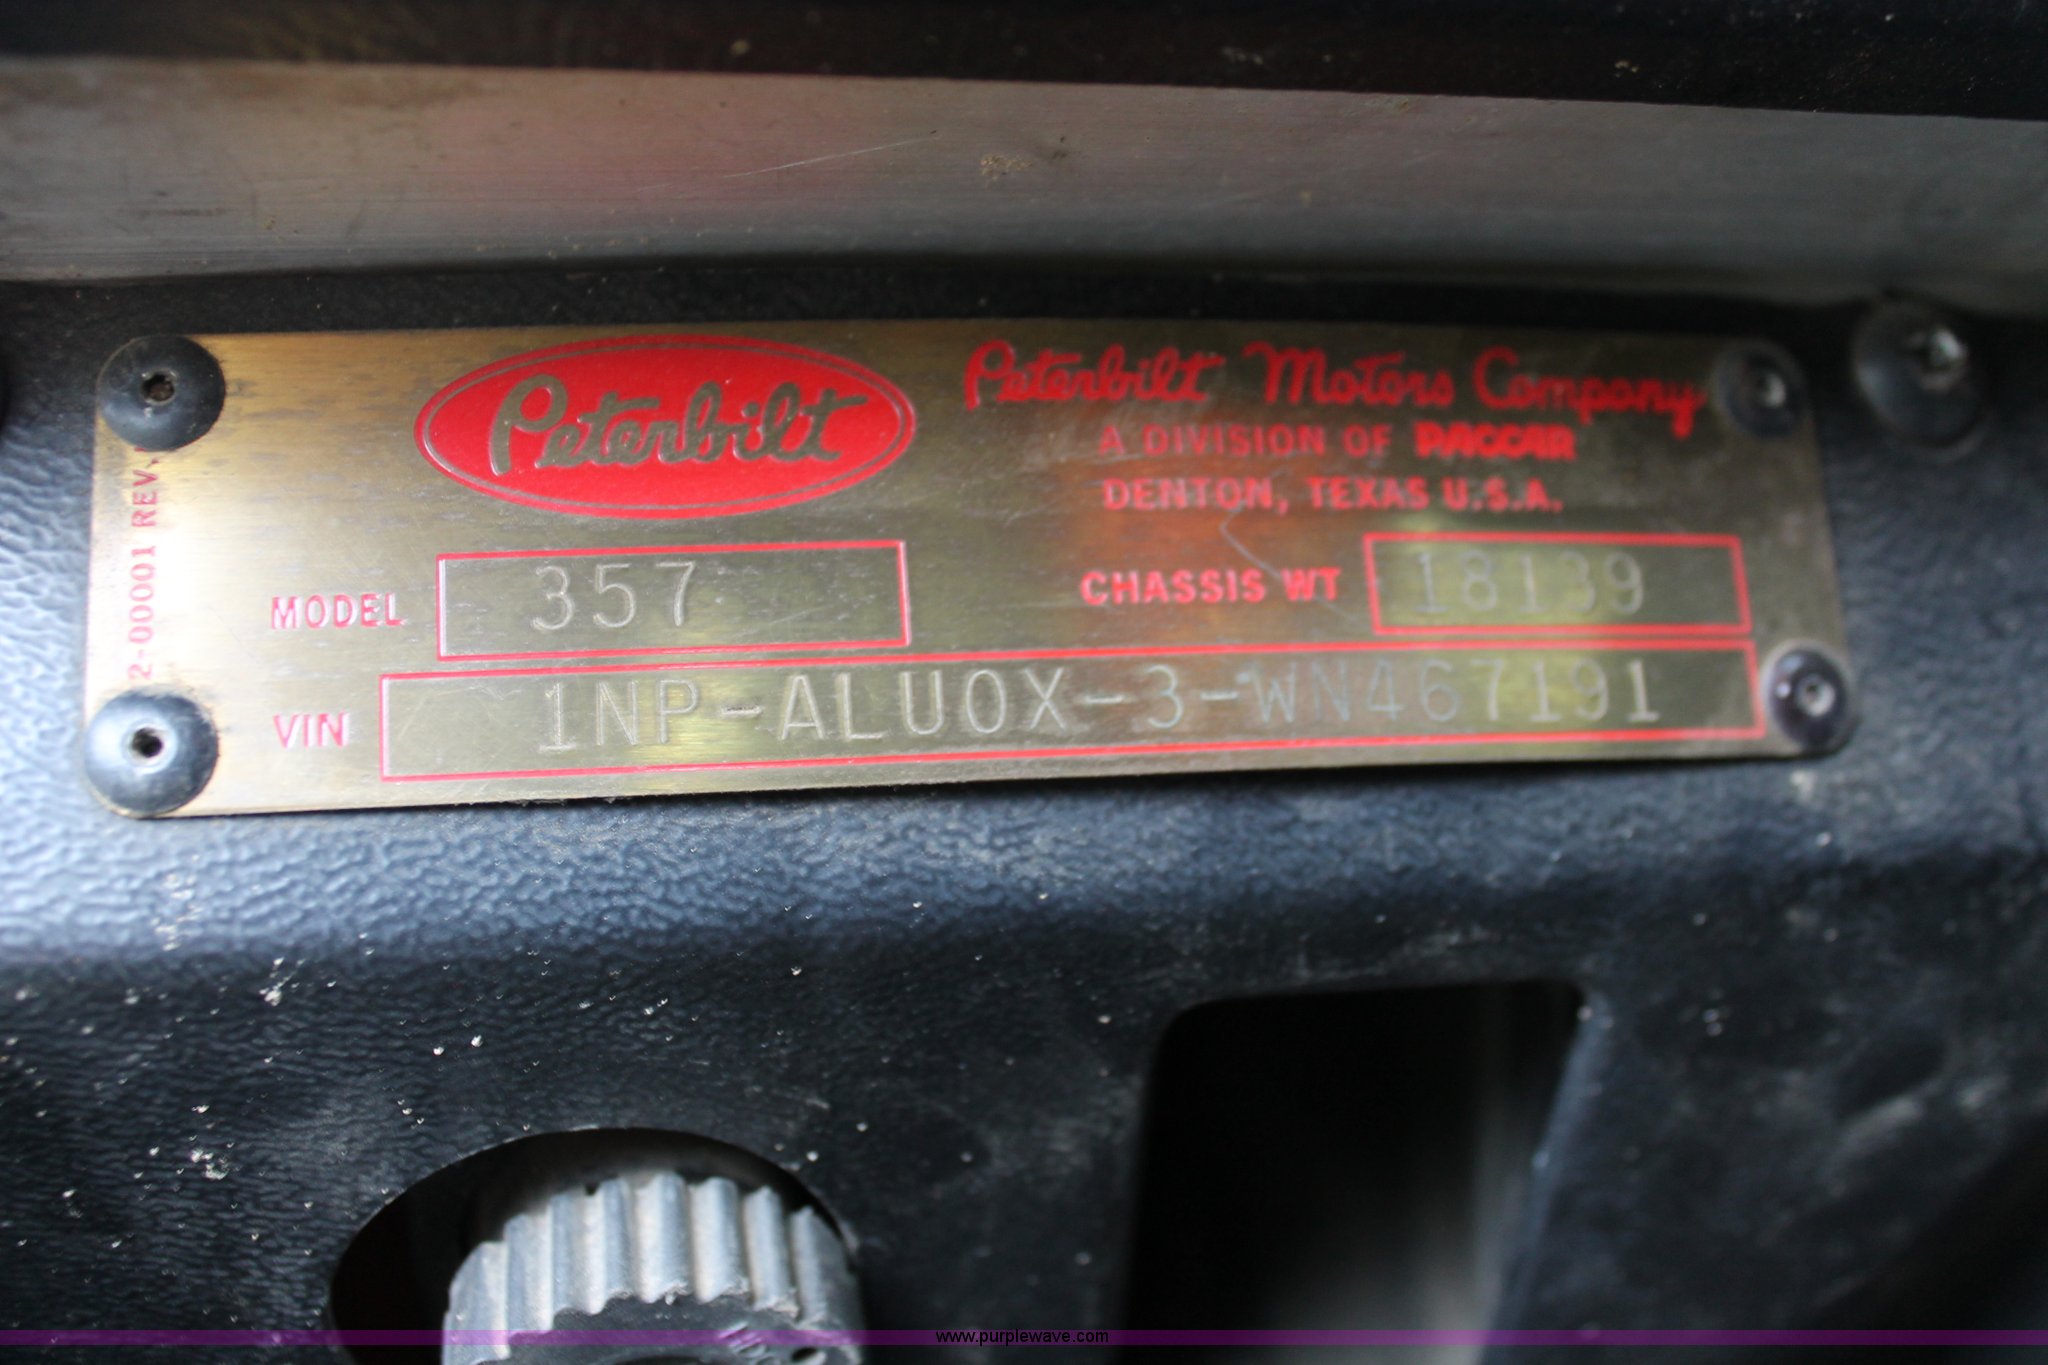 Peterbilt
Peterbilt Motors Company
A DIVISION OF PACCAR
DENTON, TEXAS U.S.A.
MODEL 357
CHASSIS WT 18139
VIN 1NP-ALU0X-3-WN467191
2-00001 REV.
www.purplewave.com